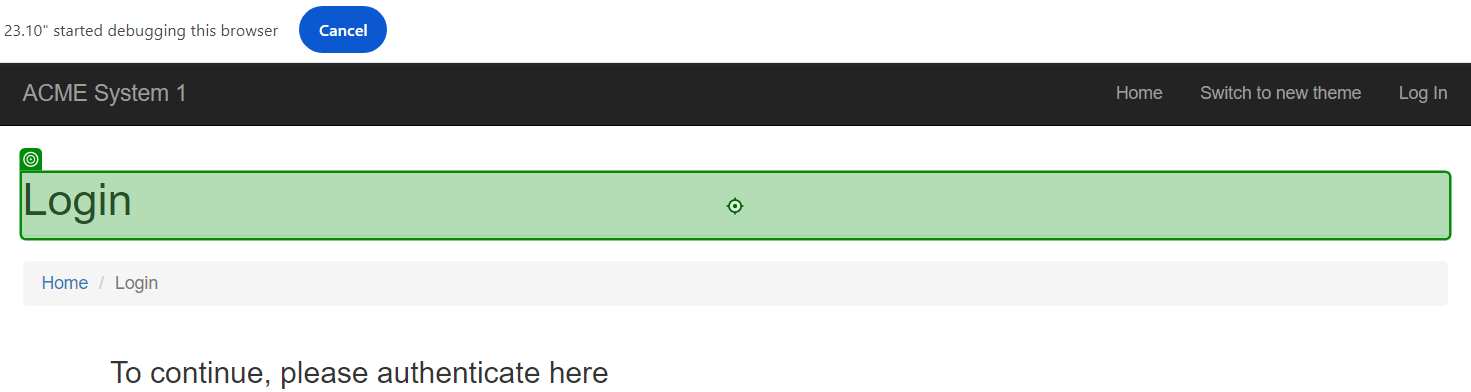 23.10" started debugging this browser Cancel
ACME System 1 Home Switch to new theme Log In
Login
Home / Login
To continue, please authenticate here